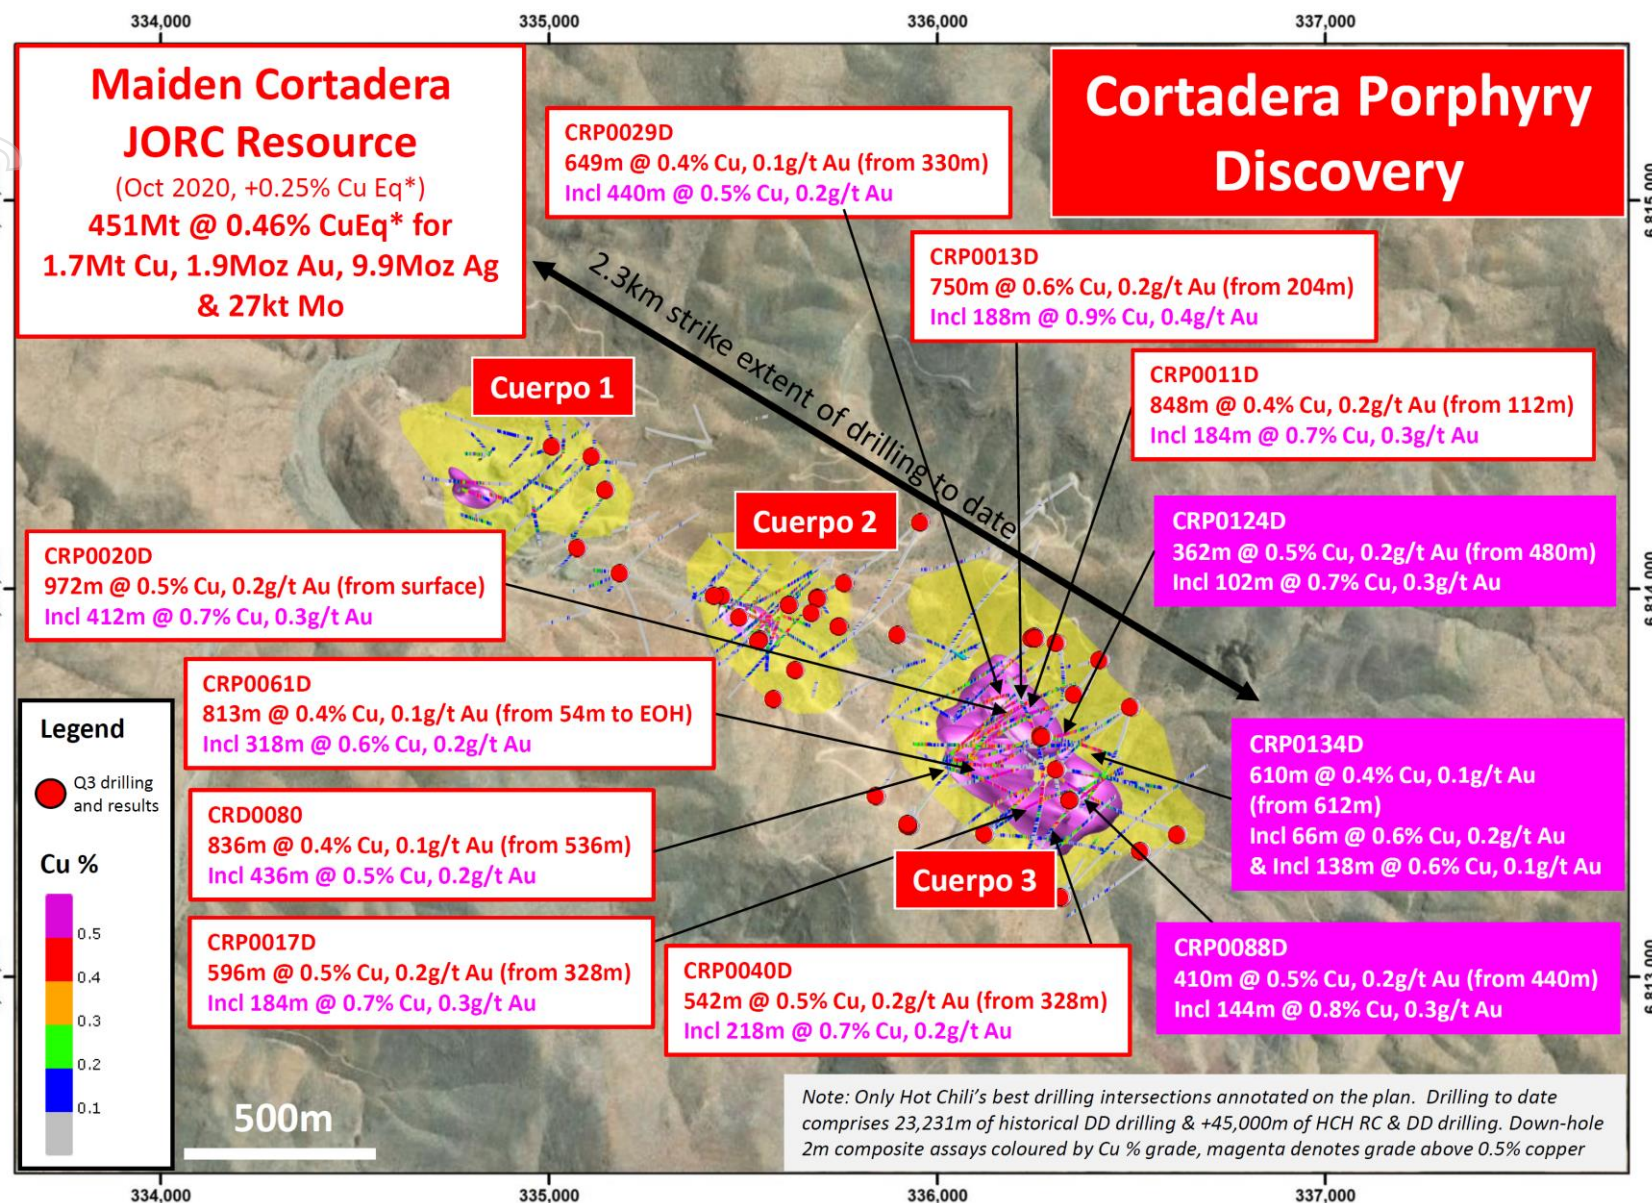 334,000
335,000
336,000
337,000
Maiden Cortadera
JORC Resource
(Oct 2020, +0.25% Cu Eq*)
451Mt @ 0.46% CuEq* for
1.7Mt Cu, 1.9Moz Au, 9.9Moz Ag
& 27kt Mo
Cortadera Porphyry
Discovery
CRP0029D
649m @ 0.4% Cu, 0.1g/t Au (from 330m)
Incl 440m @ 0.5% Cu, 0.2g/t Au
6,815,000
CRP0013D
750m @ 0.6% Cu, 0.2g/t Au (from 204m)
Incl 188m @ 0.9% Cu, 0.4g/t Au
2.3km strike extent of drilling to date
CRP0011D
848m @ 0.4% Cu, 0.2g/t Au (from 112m)
Incl 184m @ 0.7% Cu, 0.3g/t Au
Cuerpo 1
Cuerpo 2
CRP0124D
362m @ 0.5% Cu, 0.2g/t Au (from 480m)
Incl 102m @ 0.7% Cu, 0.3g/t Au
CRP0020D
972m @ 0.5% Cu, 0.2g/t Au (from surface)
Incl 412m @ 0.7% Cu, 0.3g/t Au
6,814,000
CRP0061D
813m @ 0.4% Cu, 0.1g/t Au (from 54m to EOH)
Incl 318m @ 0.6% Cu, 0.2g/t Au
CRP0134D
610m @ 0.4% Cu, 0.1g/t Au
(from 612m)
Incl 66m @ 0.6% Cu, 0.2g/t Au
& Incl 138m @ 0.6% Cu, 0.1g/t Au
CRD0080
836m @ 0.4% Cu, 0.1g/t Au (from 536m)
Incl 436m @ 0.5% Cu, 0.2g/t Au
Cuerpo 3
CRP0017D
596m @ 0.5% Cu, 0.2g/t Au (from 328m)
Incl 184m @ 0.7% Cu, 0.3g/t Au
CRP0040D
542m @ 0.5% Cu, 0.2g/t Au (from 328m)
Incl 218m @ 0.7% Cu, 0.2g/t Au
CRP0088D
410m @ 0.5% Cu, 0.2g/t Au (from 440m)
Incl 144m @ 0.8% Cu, 0.3g/t Au
6,813,000
Legend
Q3 drilling
and results
Cu %
0.5
0.4
0.3
0.2
0.1
500m
Note: Only Hot Chili's best drilling intersections annotated on the plan. Drilling to date
comprises 23,231m of historical DD drilling & +45,000m of HCH RC & DD drilling. Down-hole
2m composite assays coloured by Cu % grade, magenta denotes grade above 0.5% copper
334,000
335,000
336,000
337,000